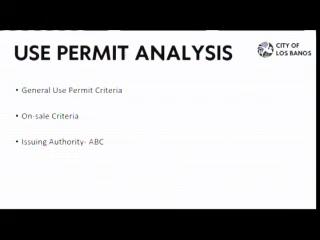 USE PERMIT ANALYSIS
CITY OF
LOS BANOS
• General Use Permit Criteria
• On-sale Criteria
• Issuing Authority- ABC